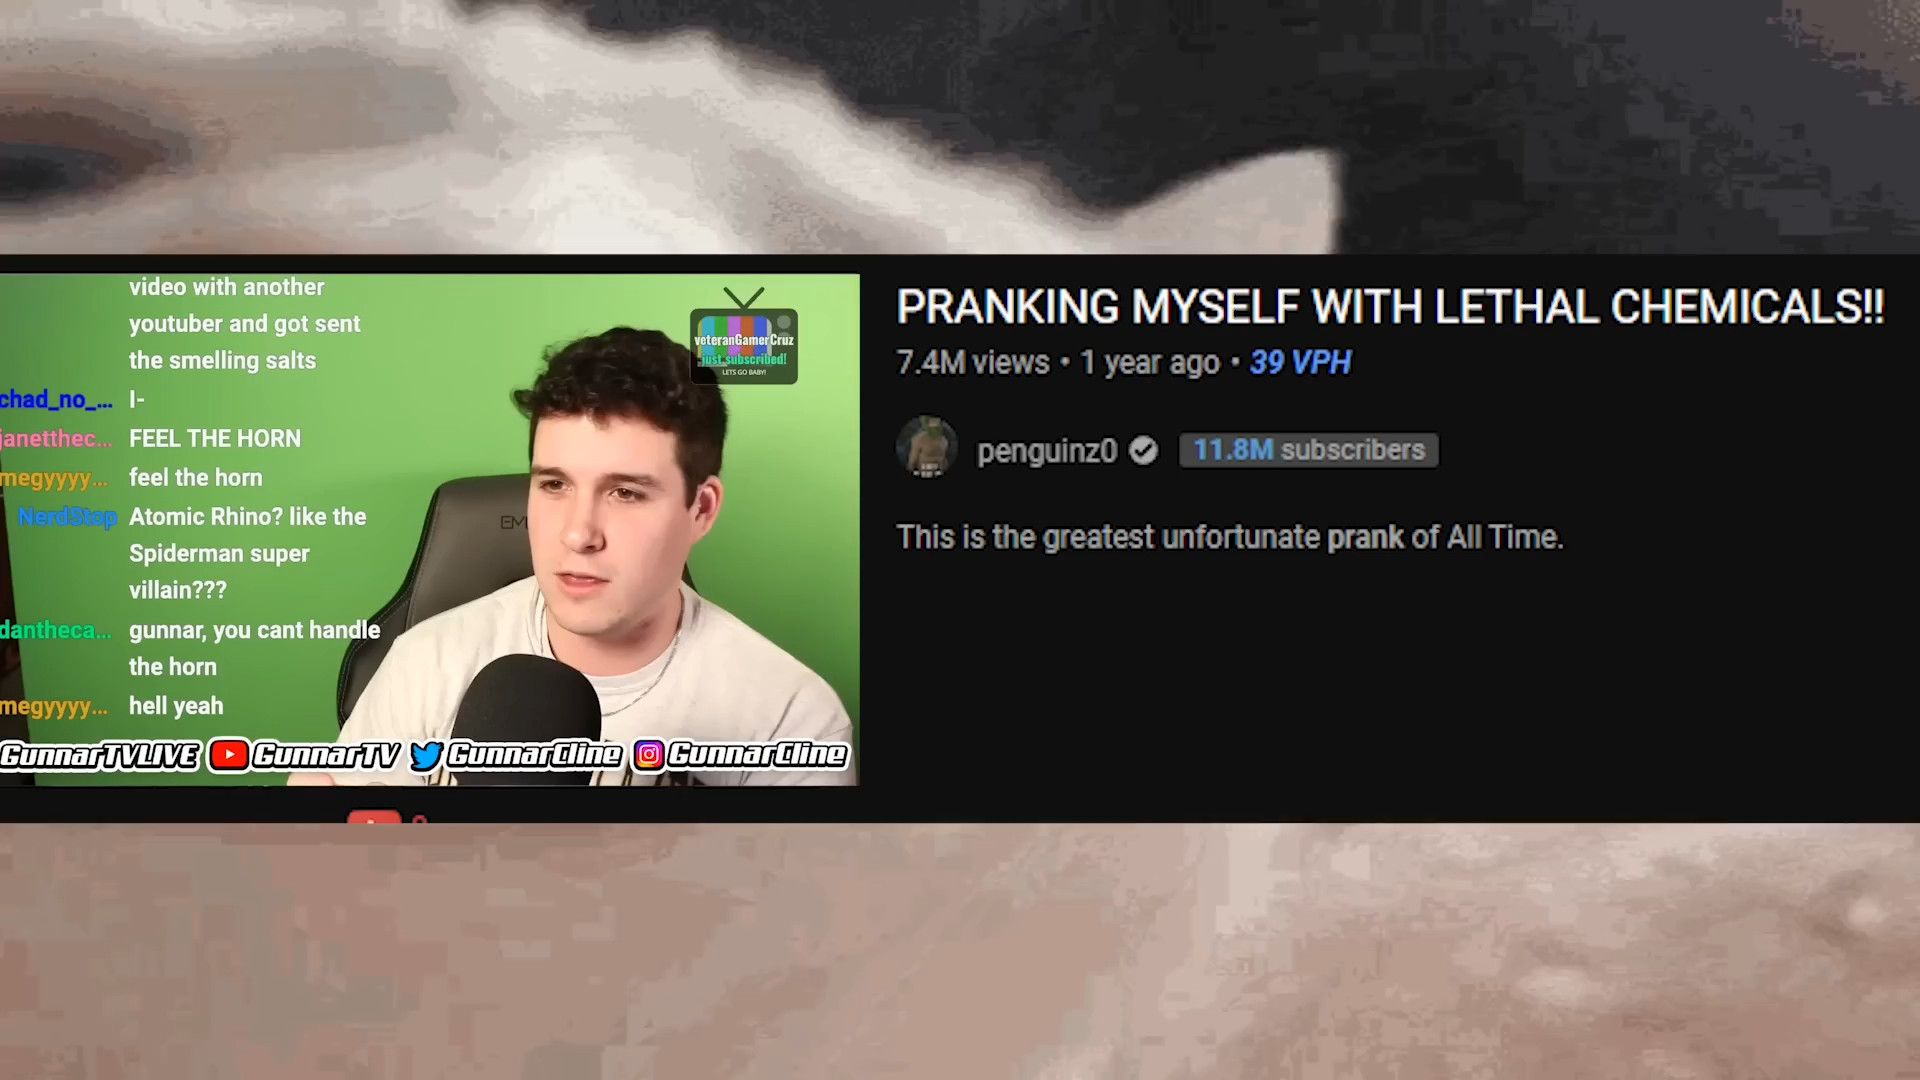 video with another
youtuber and got sent
the smelling salts
chad_no_... I-
janetthec... FEEL THE HORN
megyyyy... feel the horn
NerdStop Atomic Rhino? like the
Spiderman super
villain???
dantheca... gunnar, you cant handle
the horn
megyyyy... hell yeah
veteranGamerCruz
just subscribed!
LETS GO BABY!
GunnarTVLIVE GunnarTV GunnarCline GunnarCline
PRANKING MYSELF WITH LETHAL CHEMICALS!!
7.4M views • 1 year ago • 39 VPH
penguinz0 11.8M subscribers
This is the greatest unfortunate prank of All Time.